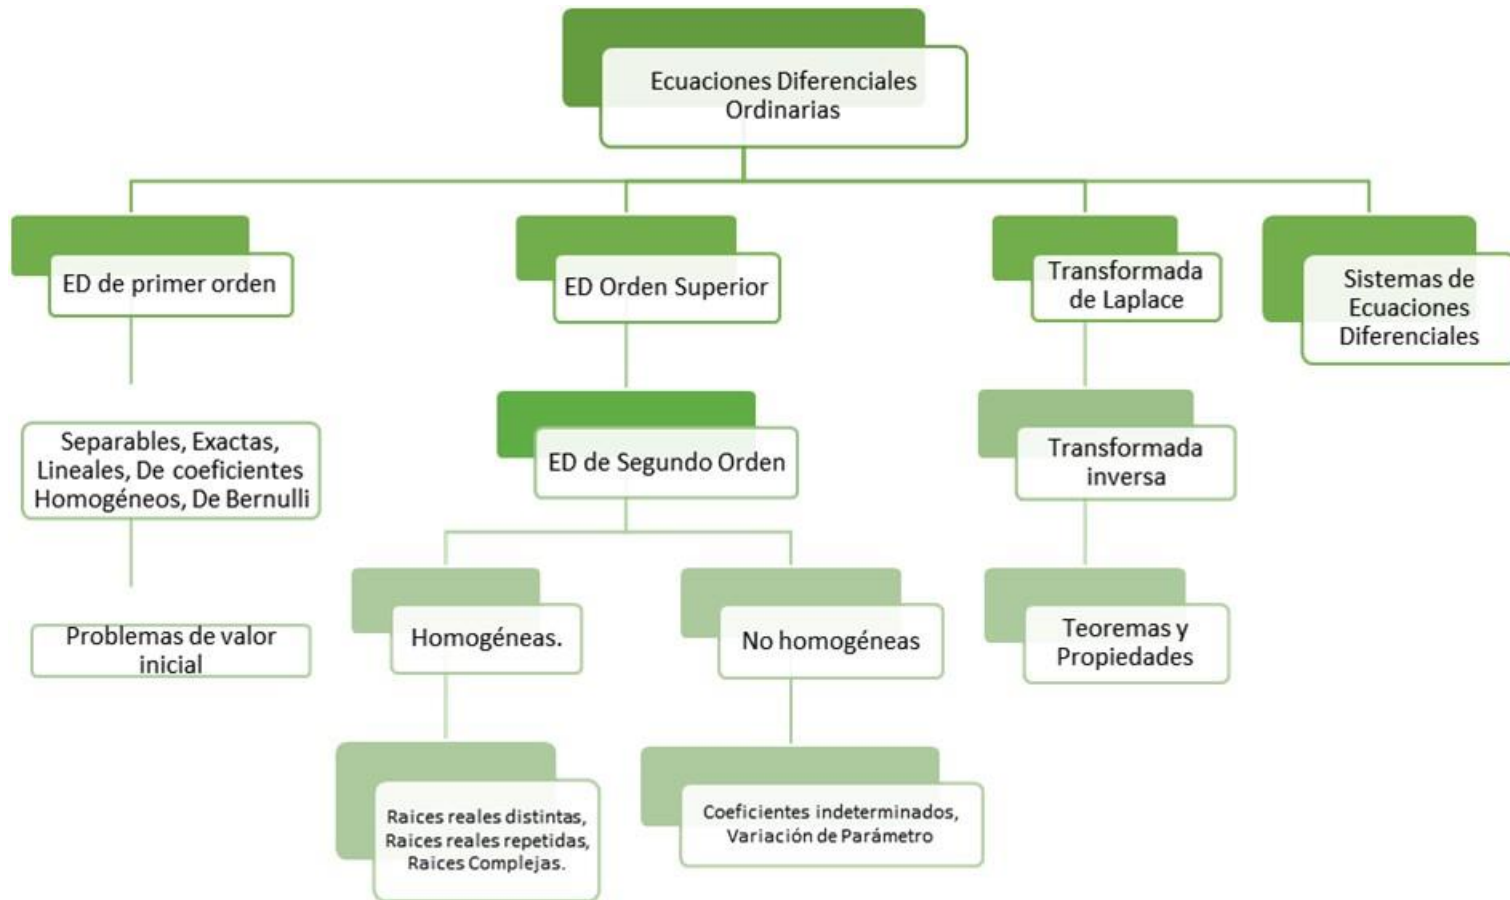 Ecuaciones Diferenciales
Ordinarias
ED de primer orden
ED Orden Superior
Transformada
de Laplace
Sistemas de
Ecuaciones
Diferenciales
Separables, Exactas,
Lineales, De coeficientes
Homogéneos, De Bernulli
ED de Segundo Orden
Transformada
inversa
Problemas de valor
inicial
Homogéneas.
No homogéneas
Teoremas y
Propiedades
Raices reales distintas,
Raices reales repetidas,
Raices Complejas.
Coeficientes indeterminados,
Variación de Parámetro